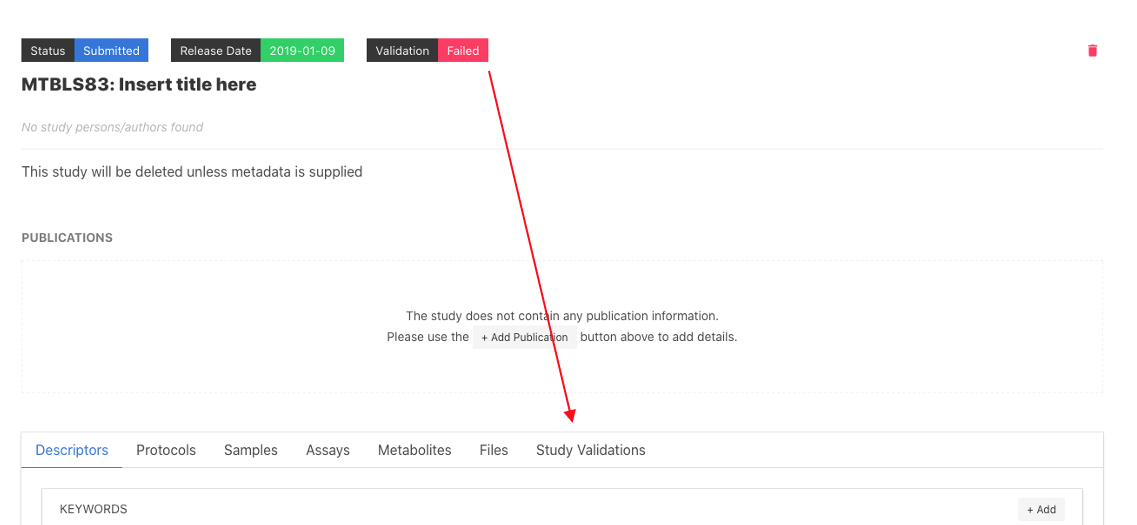 Status Submitted Release Date 2019-01-09 Validation Failed
MTBLS83: Insert title here
No study persons/authors found
This study will be deleted unless metadata is supplied
PUBLICATIONS
The study does not contain any publication information.
Please use the + Add Publication button above to add details.
Descriptors Protocols Samples Assays Metabolites Files Study Validations
KEYWORDS + Add